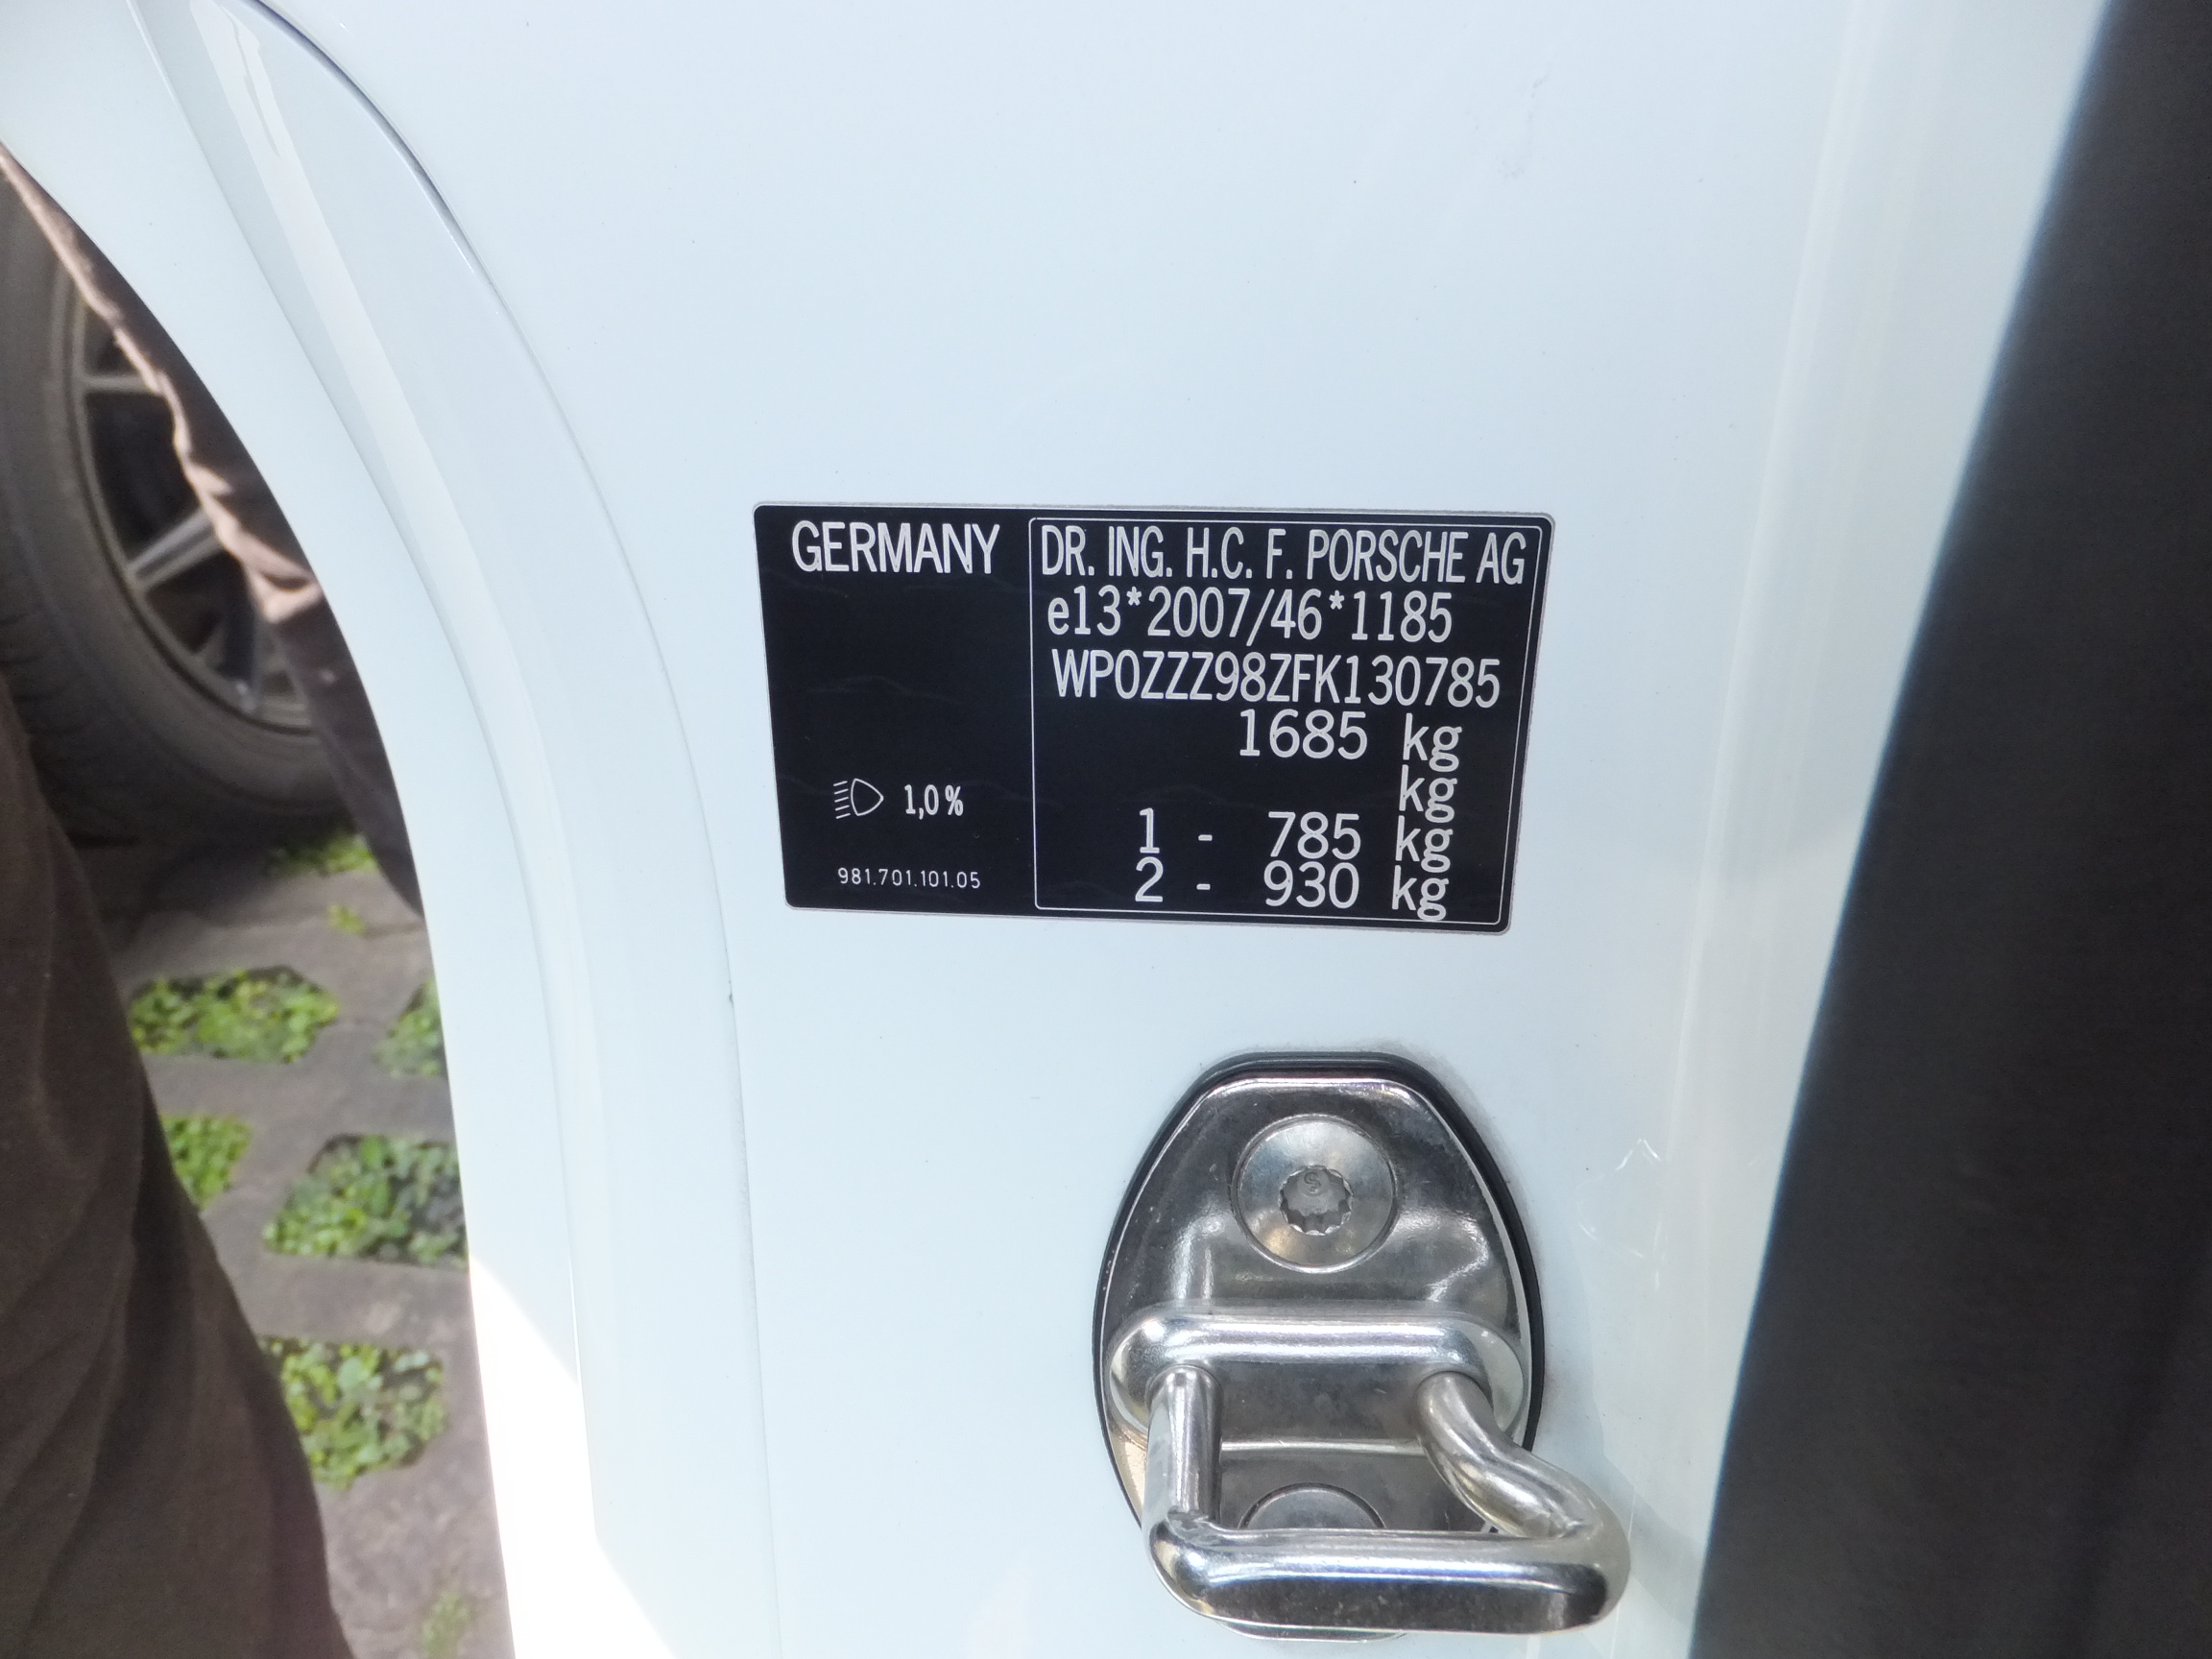 GERMANY
1,0%
981.701.101.05
DR. ING. H.C. F. PORSCHE AG
e13*2007/46*1185
WP0ZZZ98ZFK130785
1685 kg
kg
1 - 785 kg
2 - 930 kg